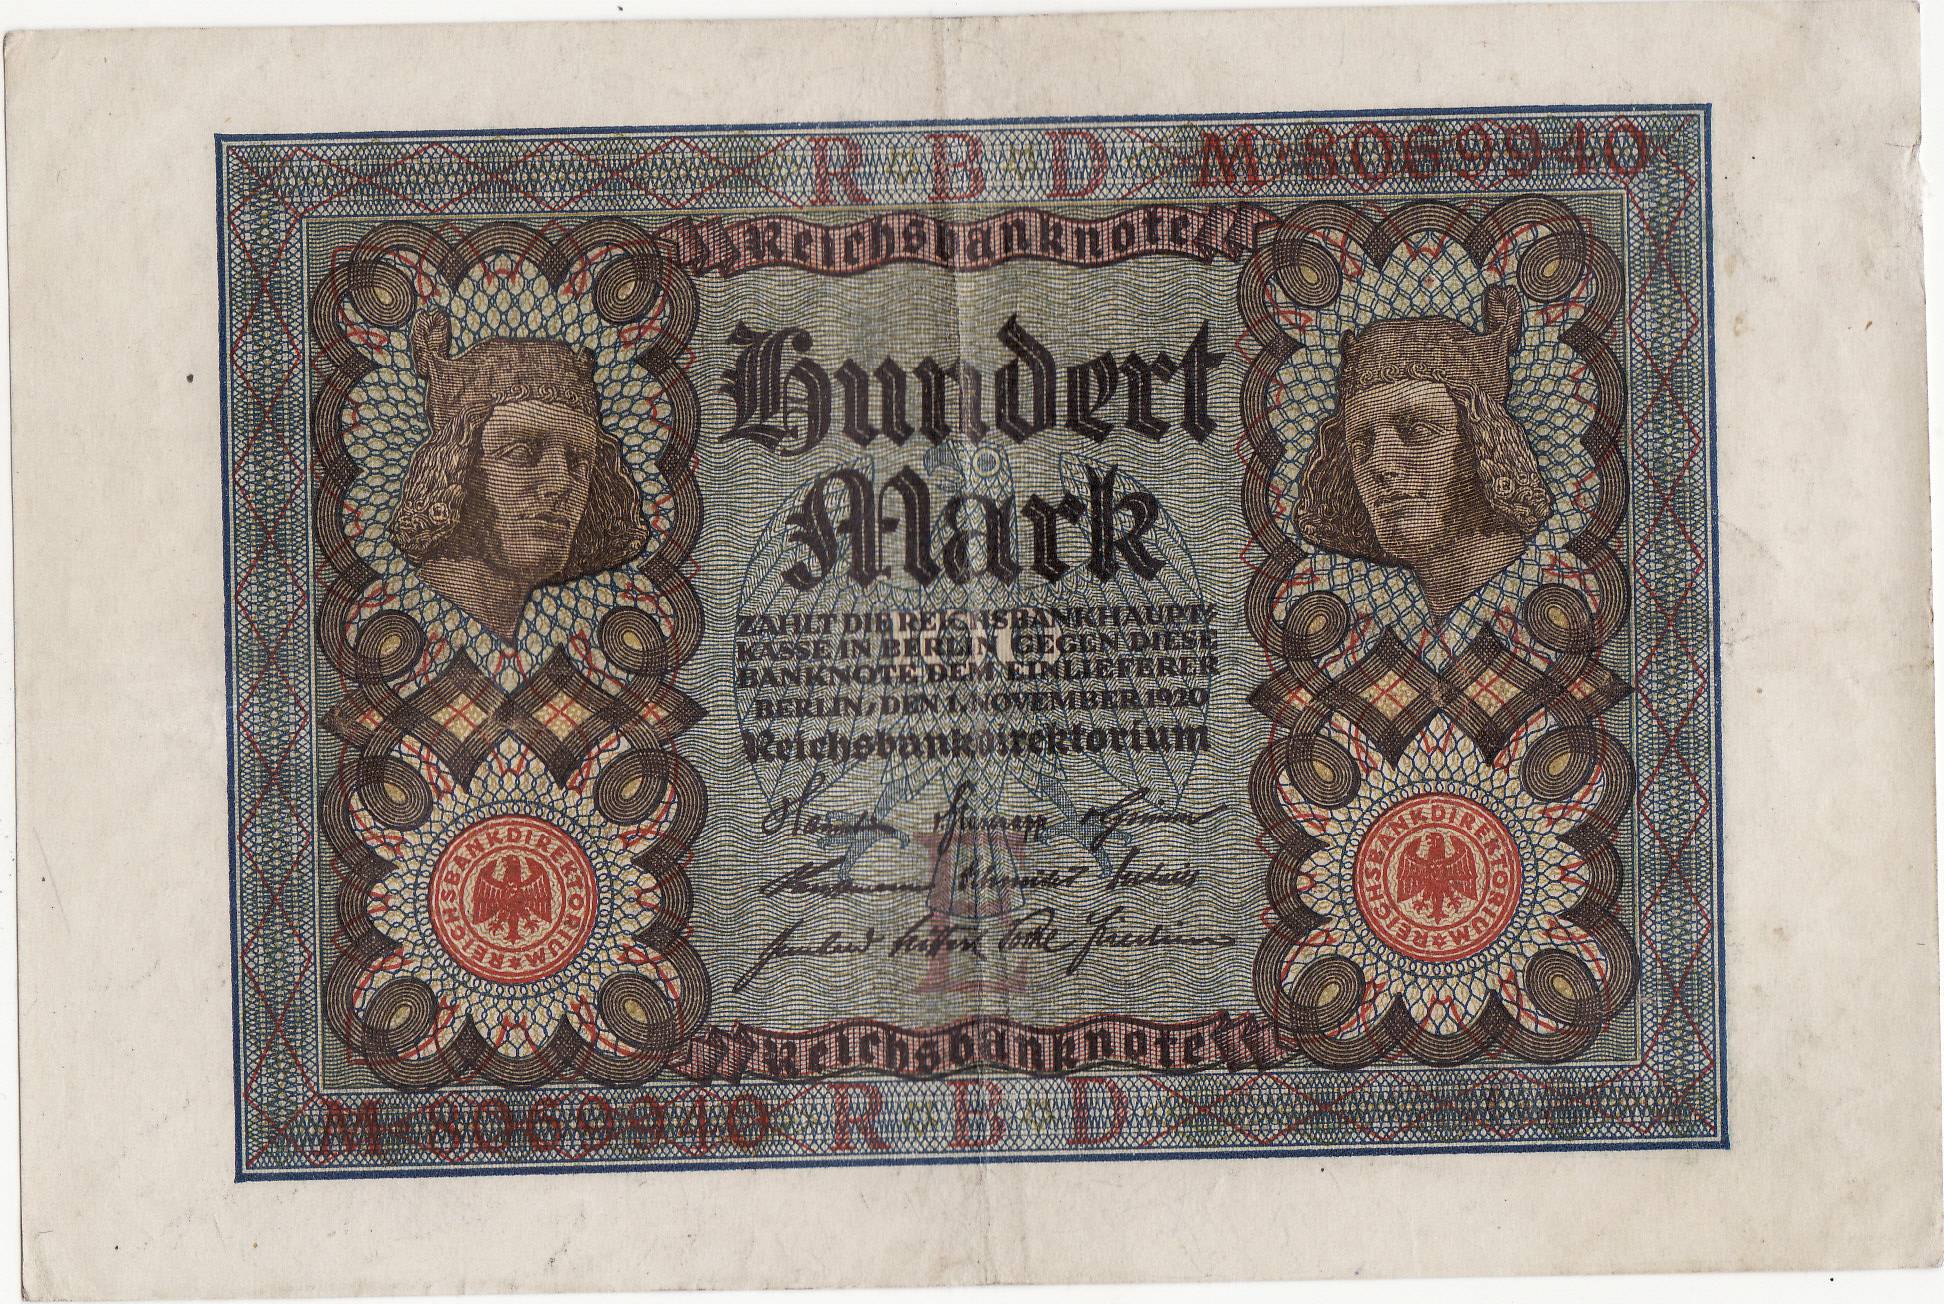 R · B · D · M·8069940
Reichsbanknote
Hundert
Mark
ZAHLT DIE REICHSBANKHAUPT⸗
KASSE IN BERLIN GEGEN DIESE
BANKNOTE DEM EINLIEFERER
BERLIN, DEN 1. NOVEMBER 1920
Reichsbankdirektorium
REICHSBANKDIREKTORIUM ★
REICHSBANKDIREKTORIUM ★
Schneider
Reichsbanknote
M·8069940 R · B · D